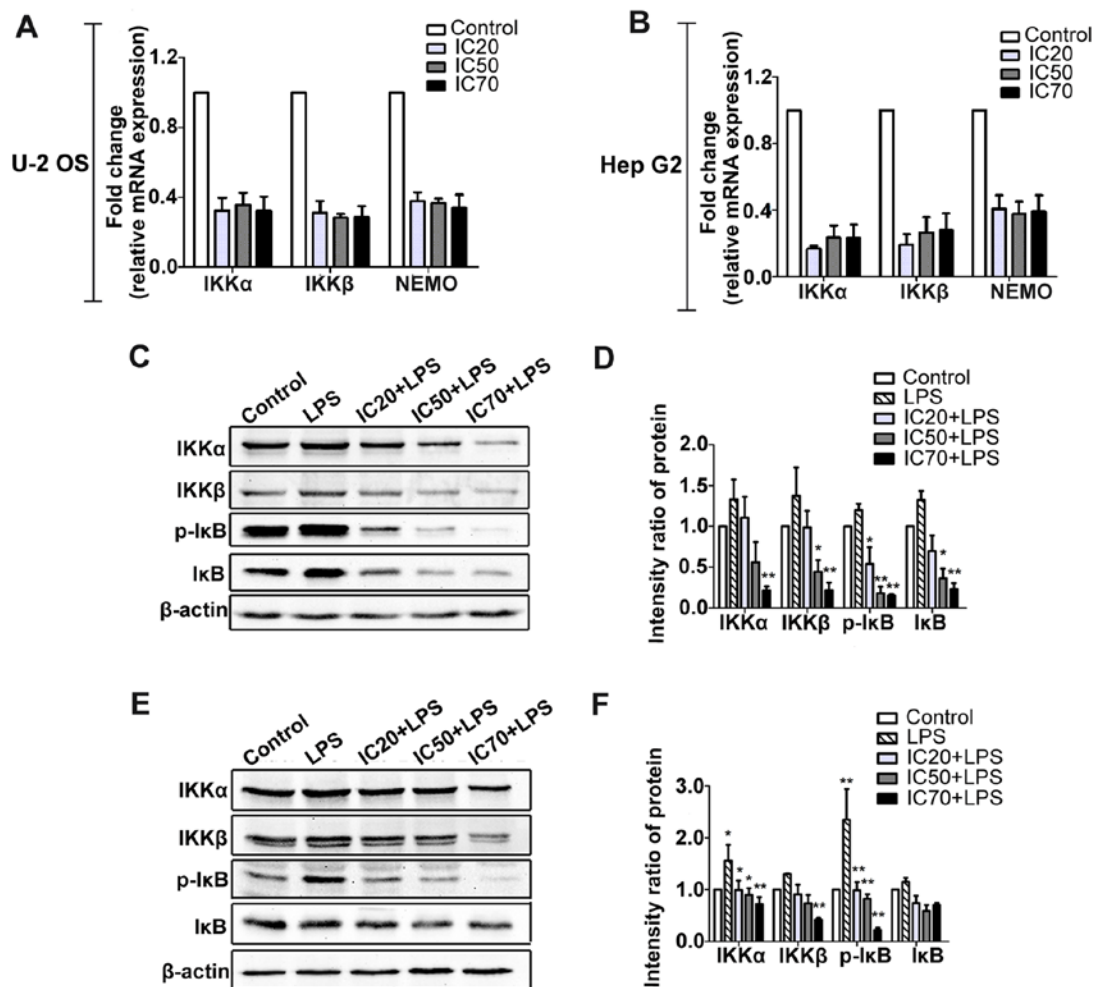 A
U-2 OS
Fold change
(relative mRNA expression)
1.2
0.8
0.4
0.0
Control
IC20
IC50
IC70
IKKα
IKKβ
NEMO
B
Hep G2
Fold change
(relative mRNA expression)
1.2
0.8
0.4
0.0
Control
IC20
IC50
IC70
IKKα
IKKβ
NEMO
C
Control
LPS
IC20+LPS
IC50+LPS
IC70+LPS
IKKα
IKKβ
p-IκB
IκB
β-actin
D
Control
LPS
IC20+LPS
IC50+LPS
IC70+LPS
Intensity ratio of protein
2.0
1.5
1.0
0.5
0.0
**
*
**
*
**
**
*
**
IKKα
IKKβ
p-IκB
IκB
E
Control
LPS
IC20+LPS
IC50+LPS
IC70+LPS
IKKα
IKKβ
p-IκB
IκB
β-actin
F
Control
LPS
IC20+LPS
IC50+LPS
IC70+LPS
Intensity ratio of protein
3.0
2.0
1.0
0.0
*
*
*
**
**
**
**
**
**
IKKα
IKKβ
p-IκB
IκB